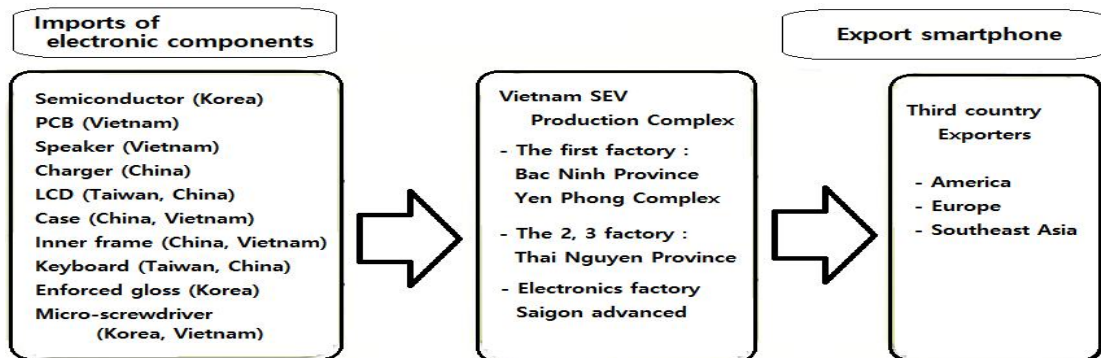 Imports of
electronic components
Semiconductor (Korea)
PCB (Vietnam)
Speaker (Vietnam)
Charger (China)
LCD (Taiwan, China)
Case (China, Vietnam)
Inner frame (China, Vietnam)
Keyboard (Taiwan, China)
Enforced gloss (Korea)
Micro-screwdriver
(Korea, Vietnam)
Vietnam SEV
Production Complex
- The first factory :
Bac Ninh Province
Yen Phong Complex
- The 2, 3 factory :
Thai Nguyen Province
- Electronics factory
Saigon advanced
Export smartphone
Third country
Exporters
- America
- Europe
- Southeast Asia